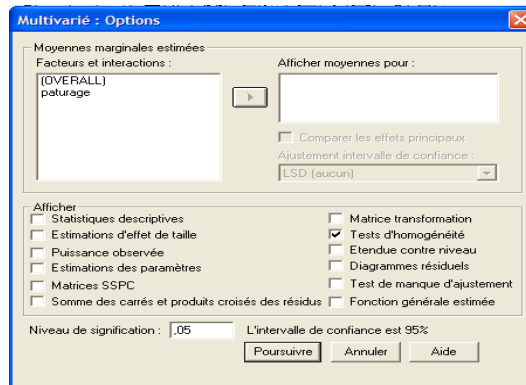 Multivarié : Options
Moyennes marginales estimées
Facteurs et interactions :
(OVERALL)
paturage
Afficher moyennes pour :
Comparer les effets principaux
Ajustement intervalle de confiance :
LSD (aucun)
Afficher
Statistiques descriptives
Estimations d'effet de taille
Puissance observée
Estimations des paramètres
Matrices SSPC
Somme des carrés et produits croisés des résidus
Matrice transformation
Tests d'homogénéité
Etendue contre niveau
Diagrammes résiduels
Test de manque d'ajustement
Fonction générale estimée
Niveau de signification : ,05 L'intervalle de confiance est 95%
Poursuivre Annuler Aide